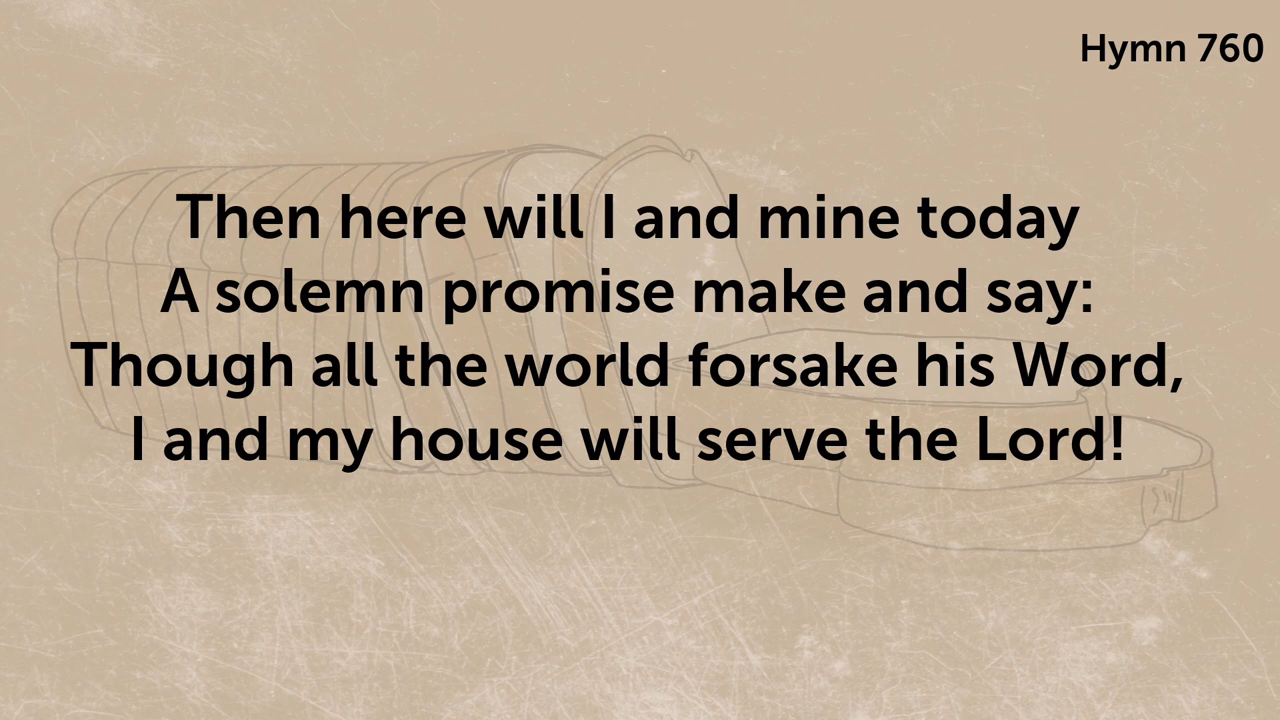 Hymn 760
Then here will I and mine today
A solemn promise make and say:
Though all the world forsake his Word,
I and my house will serve the Lord!